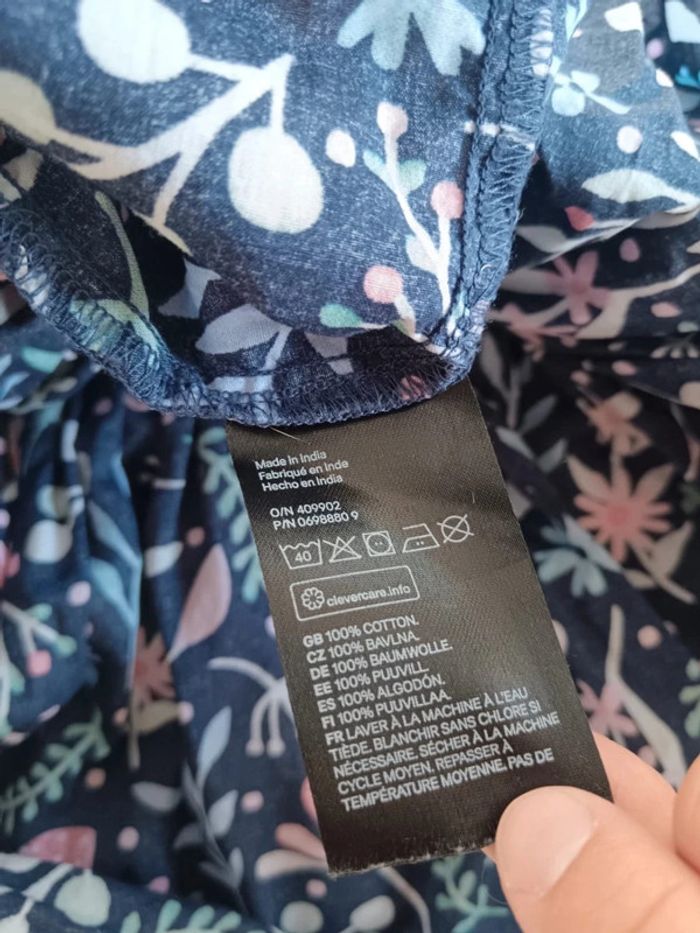 Made in India
Fabriqué en Inde
Hecho en India
O/N 409902
P/N 0698880 9
40
clevercare.info
GB 100% COTTON.
CZ 100% BAVLNA.
DE 100% BAUMWOLLE.
EE 100% PUUVILL
ES 100% ALGODÓN.
FI 100% PUUVILLAA.
FR LAVER À LA MACHINE À L'EAU
TIÈDE. BLANCHIR SANS CHLORE SI
NÉCESSAIRE. SÉCHER À LA MACHINE
CYCLE MOYEN. REPASSER À
TEMPÉRATURE MOYENNE. PAS DE